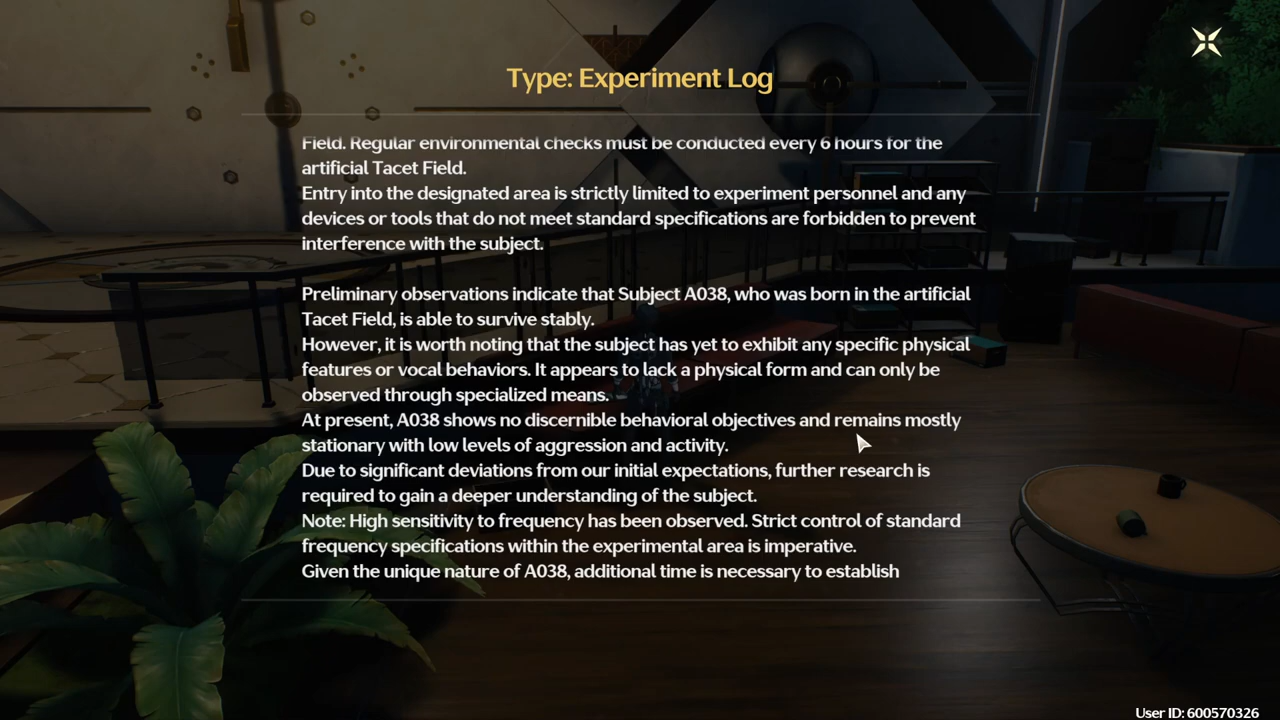 Type: Experiment Log
Field. Regular environmental checks must be conducted every 6 hours for the
artificial Tacet Field.
Entry into the designated area is strictly limited to experiment personnel and any
devices or tools that do not meet standard specifications are forbidden to prevent
interference with the subject.
Preliminary observations indicate that Subject A038, who was born in the artificial
Tacet Field, is able to survive stably.
However, it is worth noting that the subject has yet to exhibit any specific physical
features or vocal behaviors. It appears to lack a physical form and can only be
observed through specialized means.
At present, A038 shows no discernible behavioral objectives and remains mostly
stationary with low levels of aggression and activity.
Due to significant deviations from our initial expectations, further research is
required to gain a deeper understanding of the subject.
Note: High sensitivity to frequency has been observed. Strict control of standard
frequency specifications within the experimental area is imperative.
Given the unique nature of A038, additional time is necessary to establish
User ID: 600570326